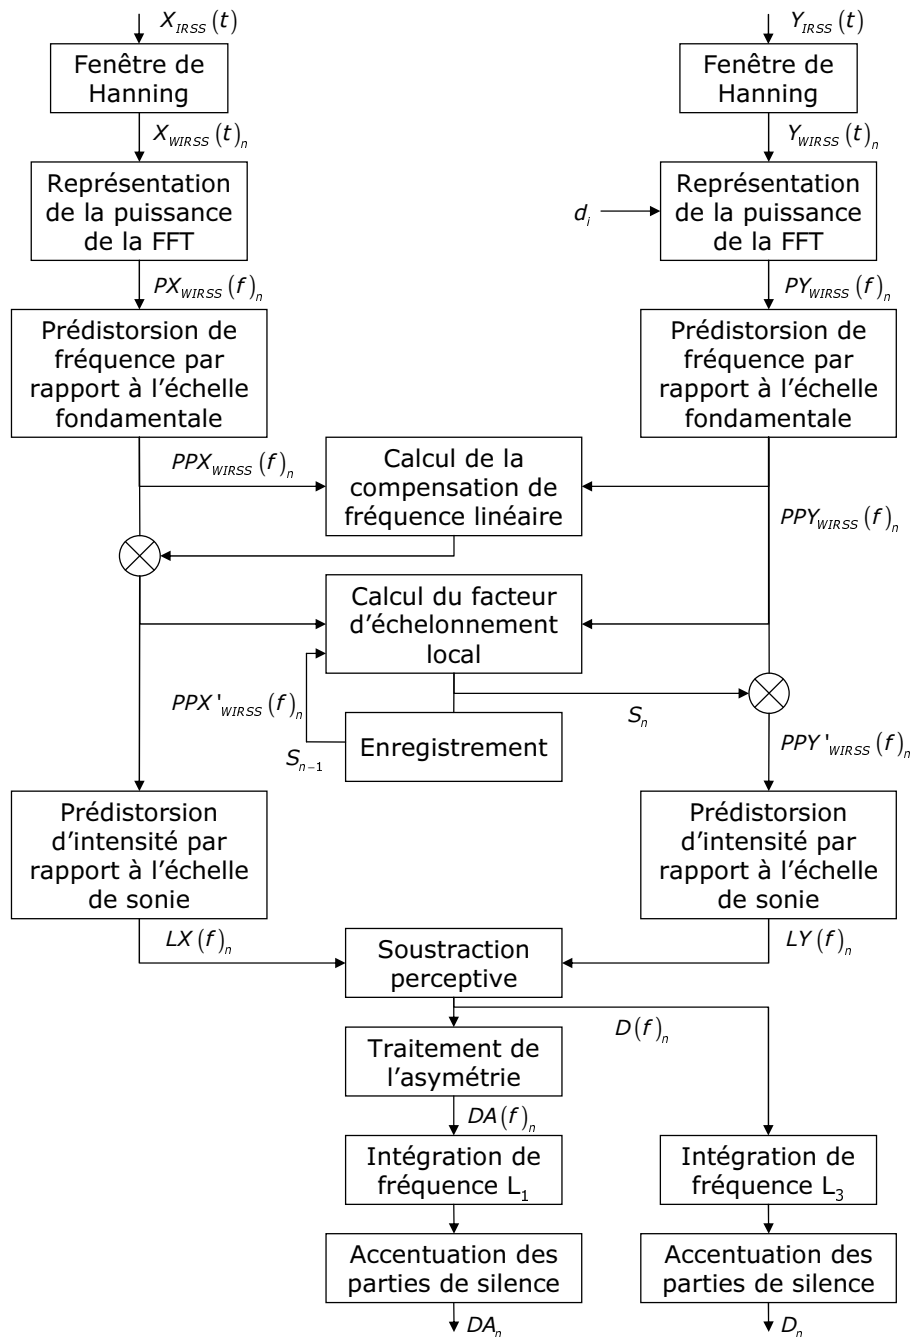 X_IRSS (t)
Y_IRSS (t)
Fenêtre de
Hanning
Fenêtre de
Hanning
X_WIRSS (t)_n
Y_WIRSS (t)_n
Représentation
de la puissance
de la FFT
d_i
Représentation
de la puissance
de la FFT
PX_WIRSS (f)_n
PY_WIRSS (f)_n
Prédistorsion de
fréquence par
rapport à l'échelle
fondamentale
Prédistorsion de
fréquence par
rapport à l'échelle
fondamentale
PPX_WIRSS (f)_n
Calcul de la
compensation de
fréquence linéaire
PPY_WIRSS (f)_n
Calcul du facteur
d'échelonnement
local
PPX'_WIRSS (f)_n
S_n
Enregistrement
S_{n–1}
PPY'_WIRSS (f)_n
Prédistorsion
d'intensité par
rapport à l'échelle
de sonie
Prédistorsion
d'intensité par
rapport à l'échelle
de sonie
LX (f)_n
LY (f)_n
Soustraction
perceptive
D (f)_n
Traitement de
l'asymétrie
DA (f)_n
Intégration de
fréquence L_1
Intégration de
fréquence L_3
Accentuation des
parties de silence
Accentuation des
parties de silence
DA_n
D_n